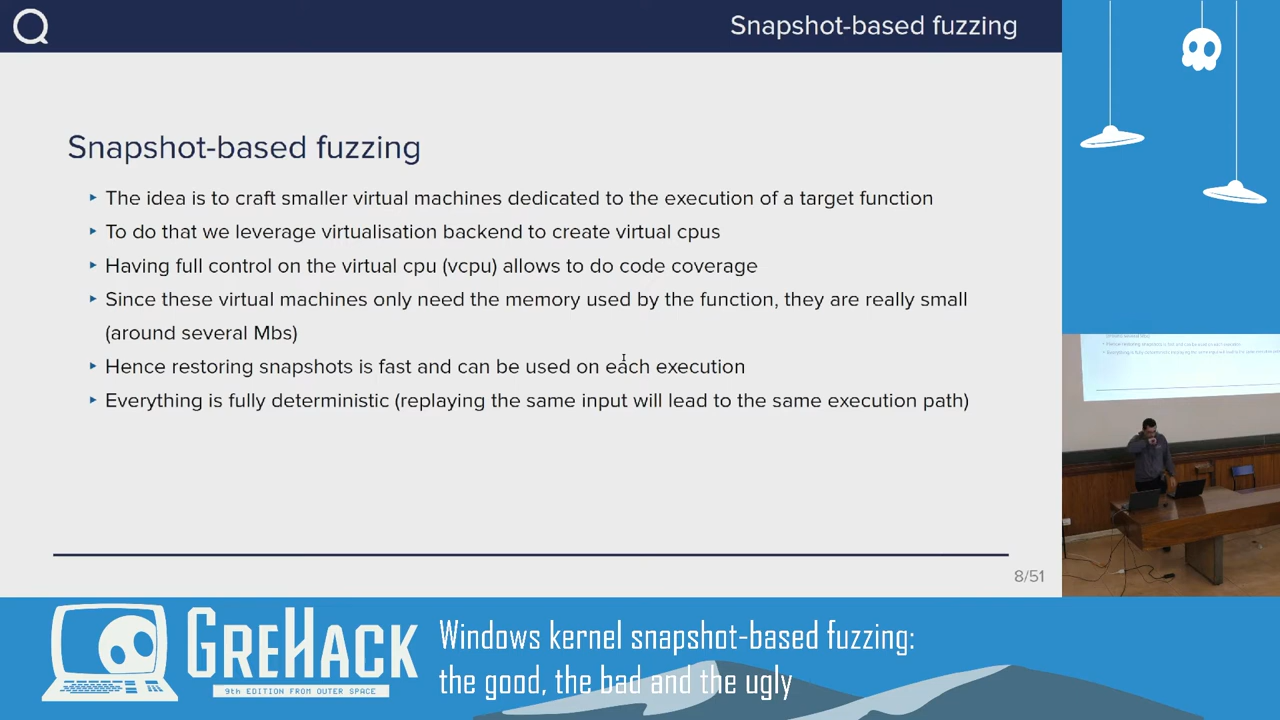 Snapshot-based fuzzing
Snapshot-based fuzzing
The idea is to craft smaller virtual machines dedicated to the execution of a target function
To do that we leverage virtualisation backend to create virtual cpus
Having full control on the virtual cpu (vcpu) allows to do code coverage
Since these virtual machines only need the memory used by the function, they are really small
(around several Mbs)
Hence restoring snapshots is fast and can be used on each execution
Everything is fully deterministic (replaying the same input will lead to the same execution path)
8/51
GREHACK
9TH EDITION FROM OUTER SPACE
Windows kernel snapshot-based fuzzing:
the good, the bad and the ugly